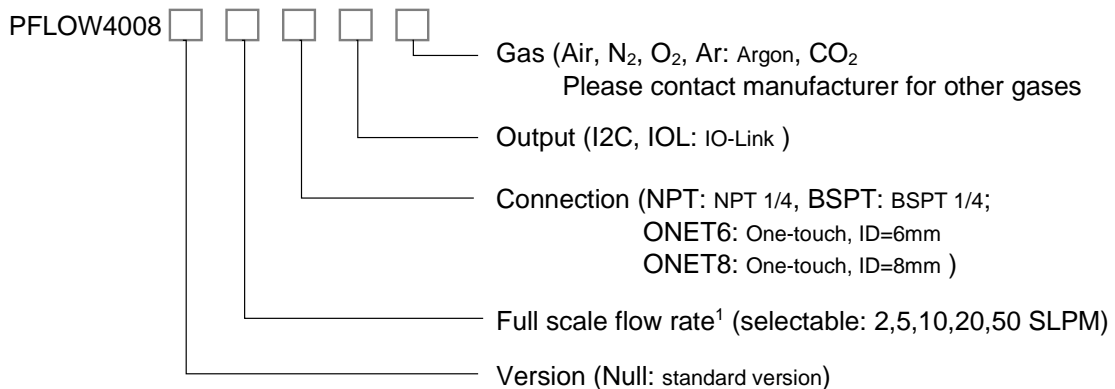 PFLOW4008
Gas (Air, N₂, O₂, Ar: Argon, CO₂
Please contact manufacturer for other gases
Output (I2C, IOL: IO-Link )
Connection (NPT: NPT 1/4, BSPT: BSPT 1/4;
ONET6: One-touch, ID=6mm
ONET8: One-touch, ID=8mm )
Full scale flow rate¹ (selectable: 2,5,10,20,50 SLPM)
Version (Null: standard version)